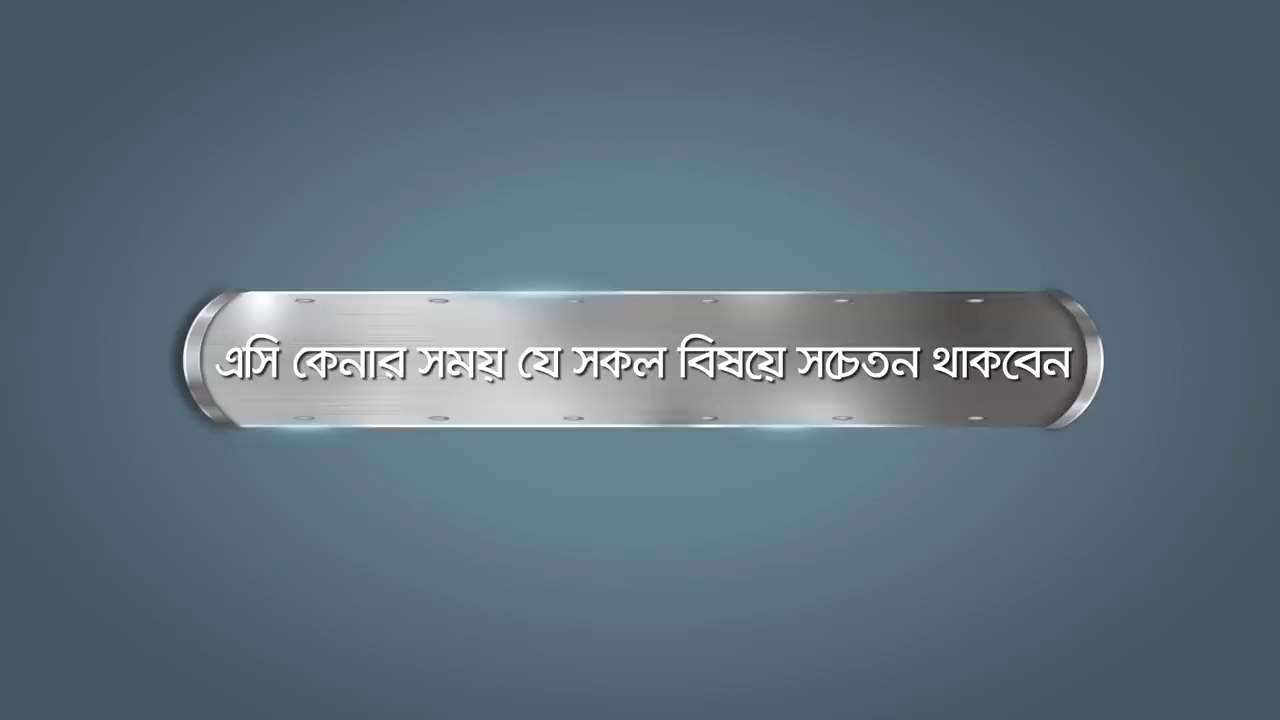 এসি কেনার সময় যে সকল বিষয়ে সচেতন থাকবেন